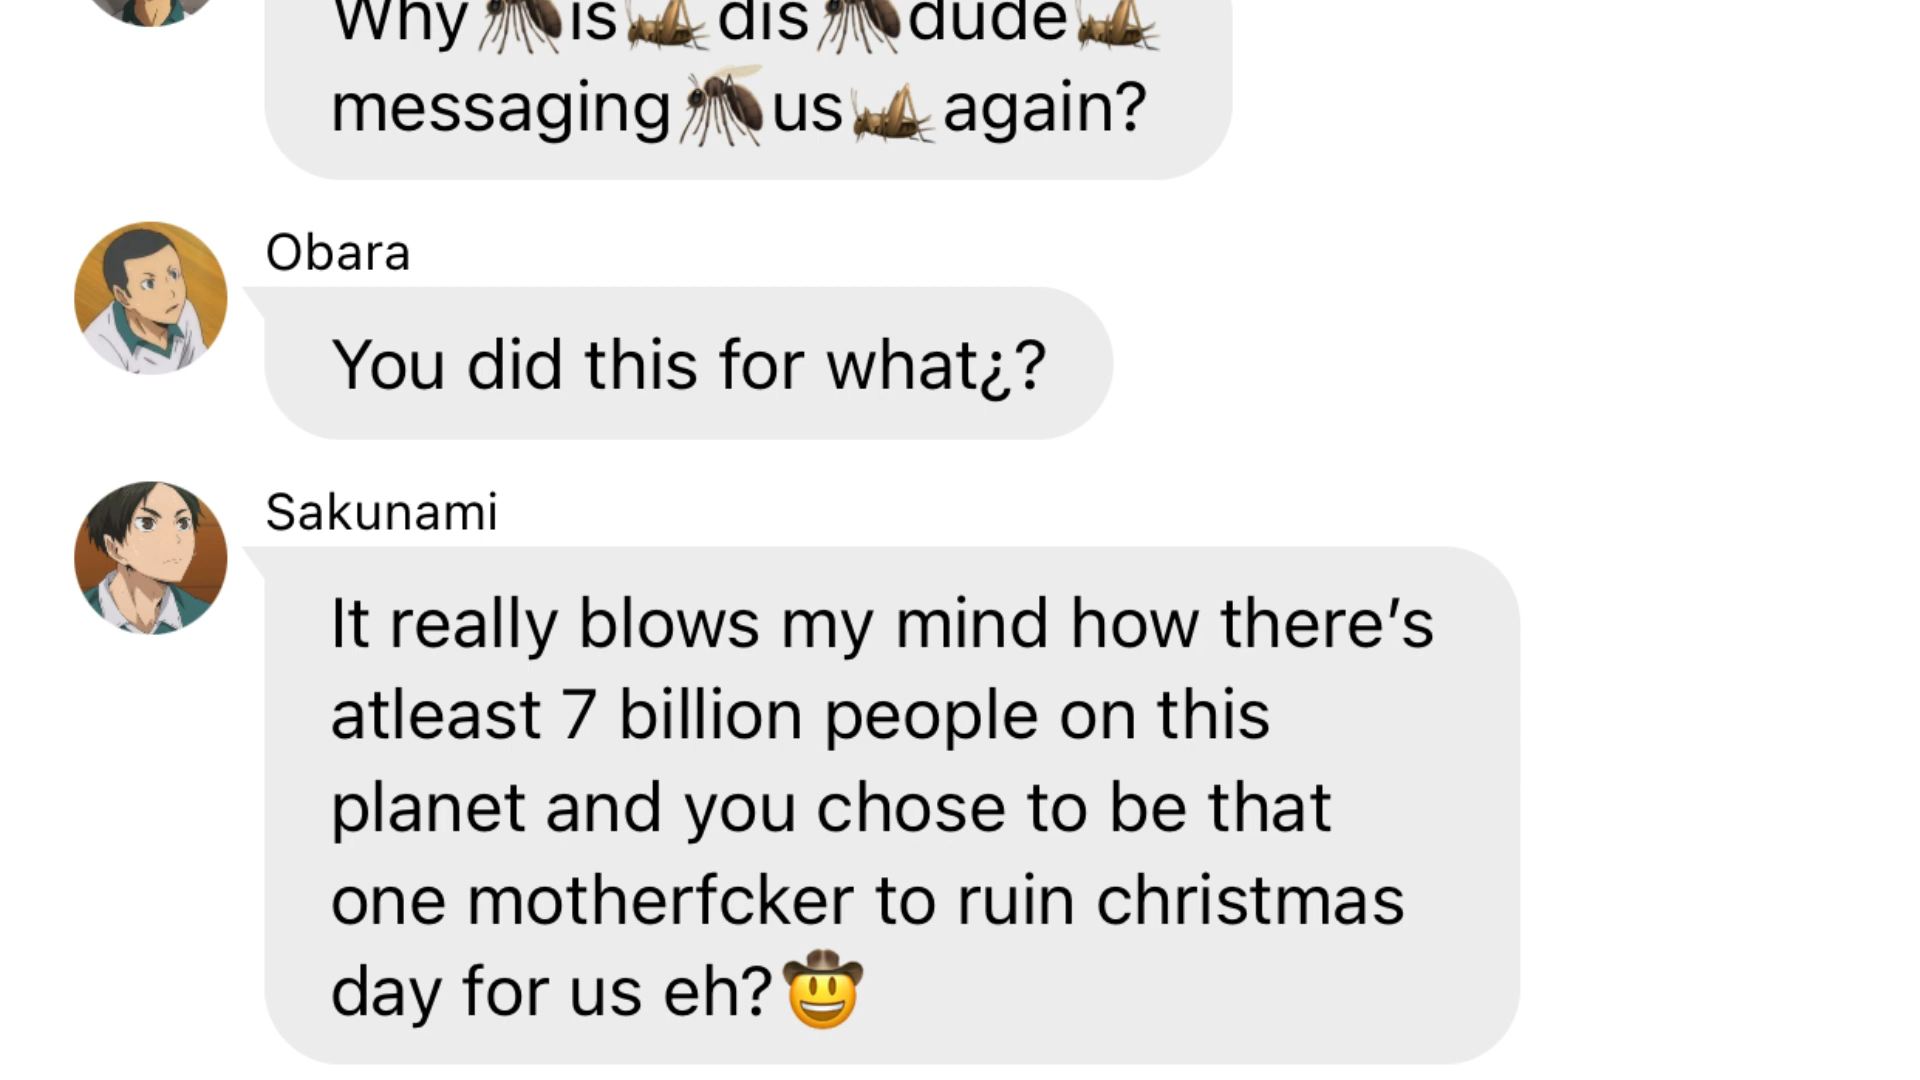 Why🦟is🦗dis🦟dude🦗
messaging🦟us🦗again?
Obara
You did this for what¿?
Sakunami
It really blows my mind how there's
atleast 7 billion people on this
planet and you chose to be that
one motherfcker to ruin christmas
day for us eh?🤠